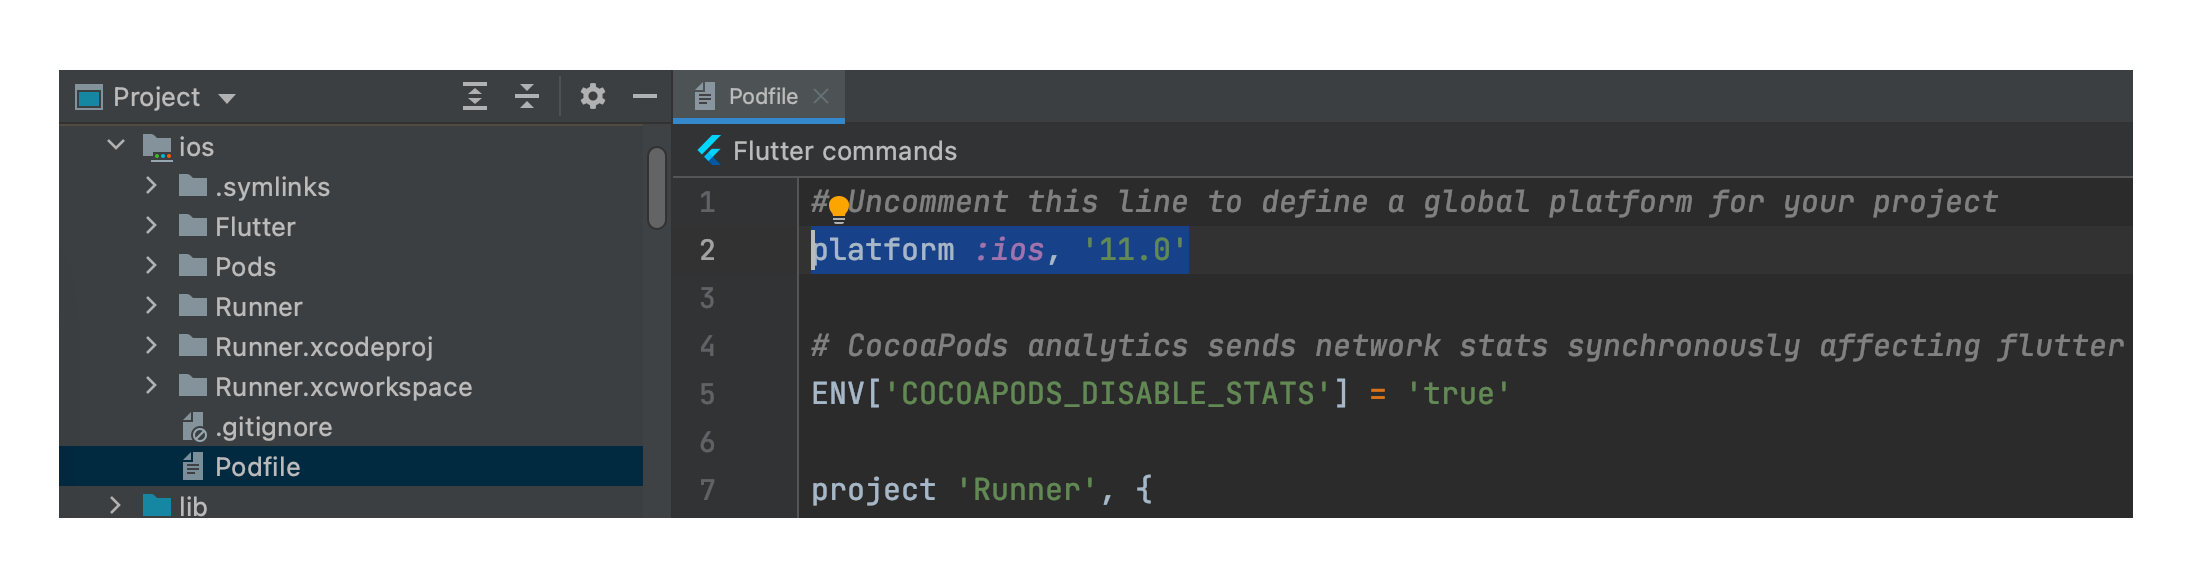 Project
Podfile
ios
Flutter commands
.symlinks
Flutter
Pods
Runner
Runner.xcodeproj
Runner.xcworkspace
.gitignore
Podfile
lib
1 # Uncomment this line to define a global platform for your project
2 platform :ios, '11.0'
3
4 # CocoaPods analytics sends network stats synchronously affecting flutter
5 ENV['COCOAPODS_DISABLE_STATS'] = 'true'
6
7 project 'Runner', {